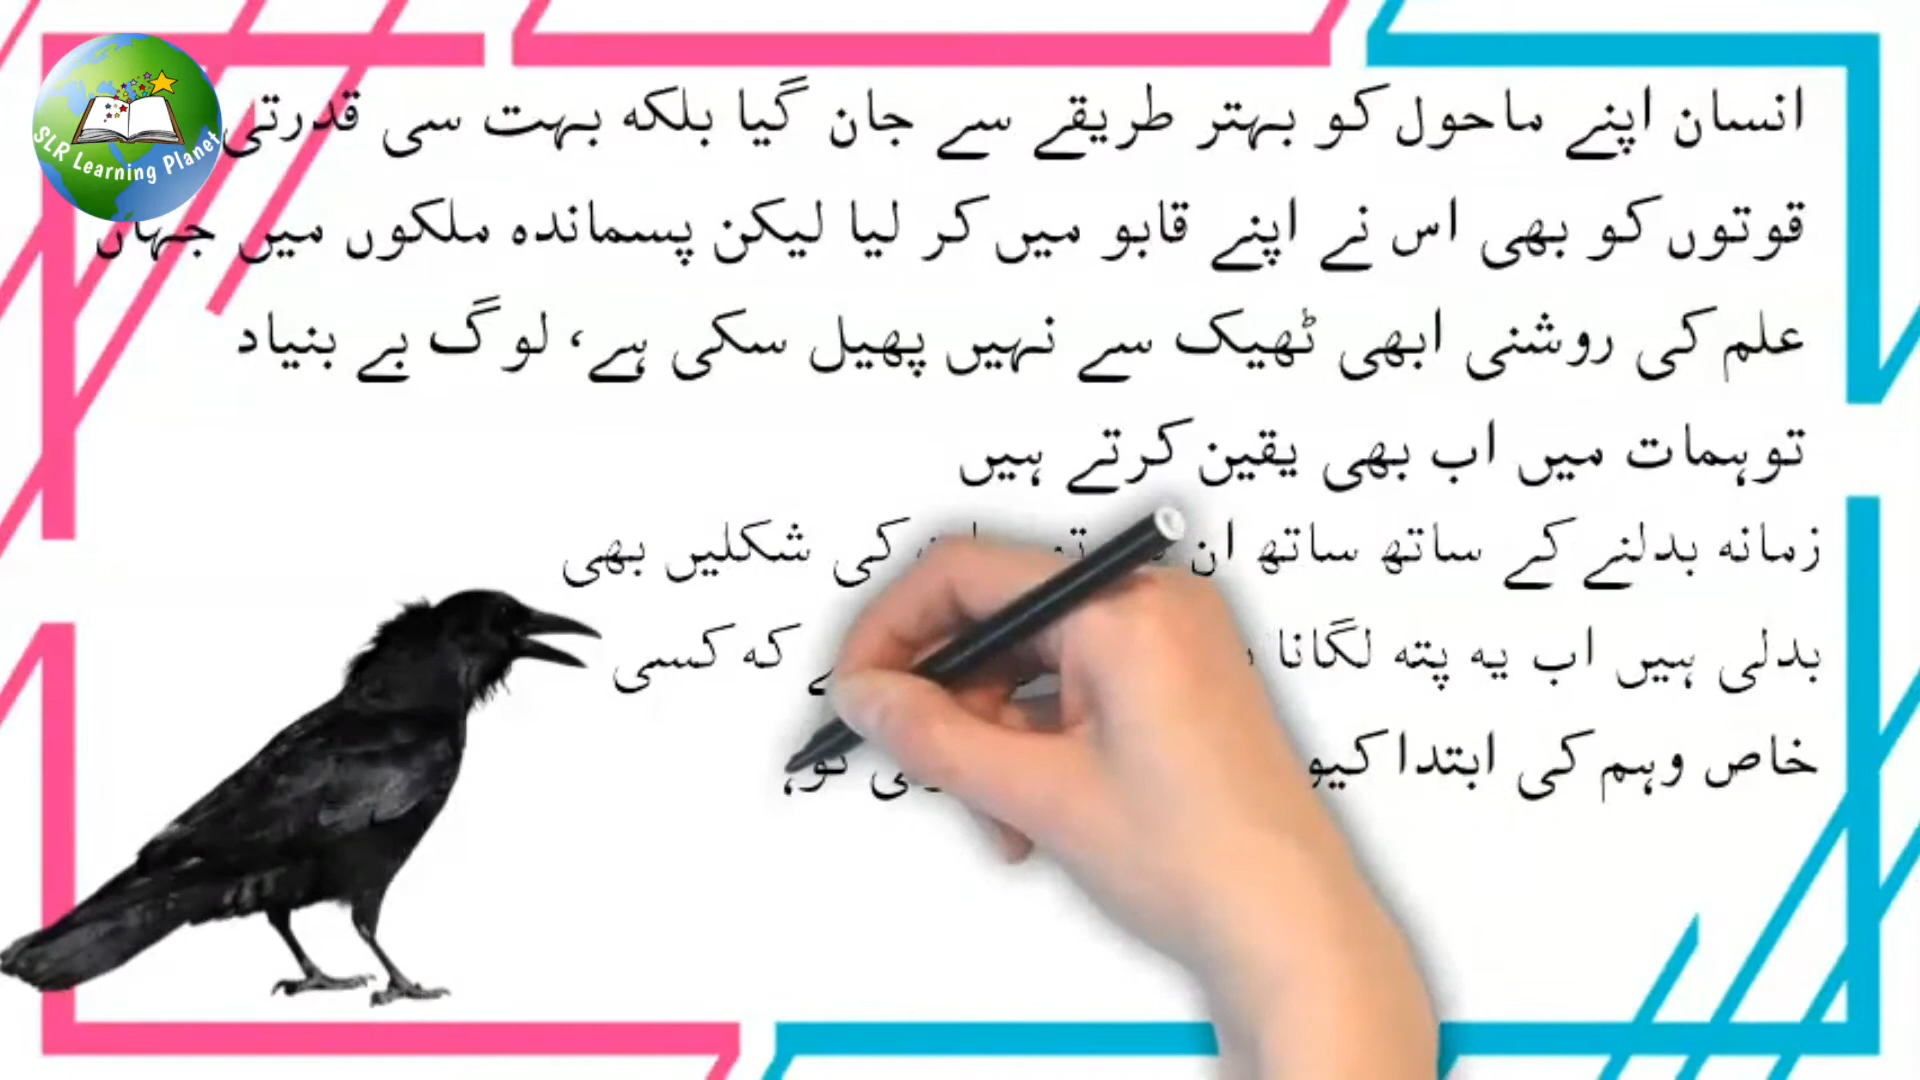 SLR Learning Planet
انسان اپنے ماحول کو بہتر طریقے سے جان گیا بلکہ بہت سی قدرتی
قوتوں کو بھی اس نے اپنے قابو میں کر لیا لیکن پسماندہ ملکوں میں جہاں
علم کی روشنی ابھی ٹھیک سے نہیں پھیل سکی ہے، لوگ بے بنیاد
توہمات میں اب بھی یقین کرتے ہیں
زمانہ بدلنے کے ساتھ ساتھ ان کی شکلیں بھی
بدلی ہیں اب یہ پتہ لگانا کہ کسی
خاص وہم کی ابتدا